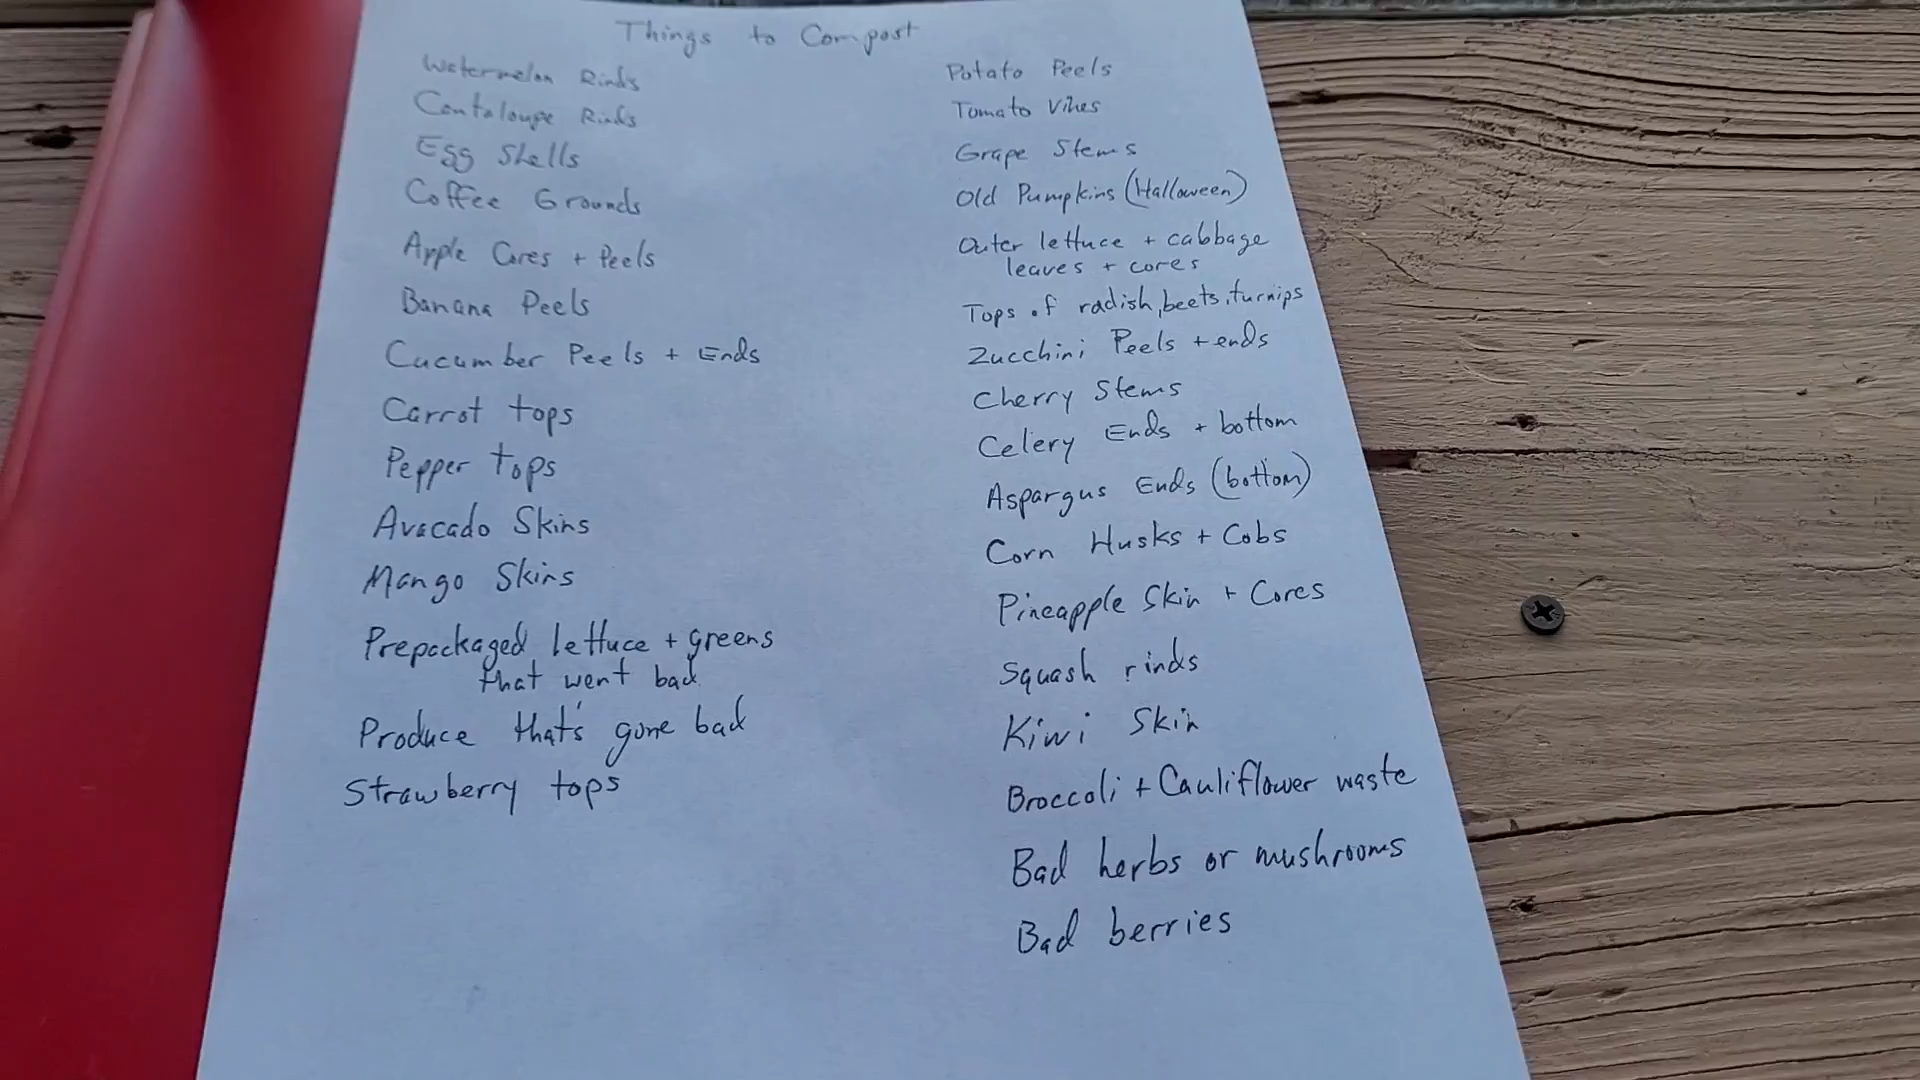 Things to Compost
Watermelon Rinds
Cantaloupe Rinds
Egg Shells
Coffee Grounds
Apple Cores + Peels
Banana Peels
Cucumber Peels + Ends
Carrot tops
Pepper tops
Avacado Skins
Mango Skins
Prepackaged lettuce + greens
that went bad
Produce that's gone bad
Strawberry tops
Potato Peels
Tomato Vines
Grape Stems
Old Pumpkins (Halloween)
Outer lettuce + cabbage
leaves + cores
Tops of radish, beets, turnips
Zucchini Peels + ends
Cherry Stems
Celery Ends + bottom
Aspargus Ends (bottom)
Corn Husks + Cobs
Pineapple Skin + Cores
Squash rinds
Kiwi Skin
Broccoli + Cauliflower waste
Bad herbs or mushrooms
Bad berries